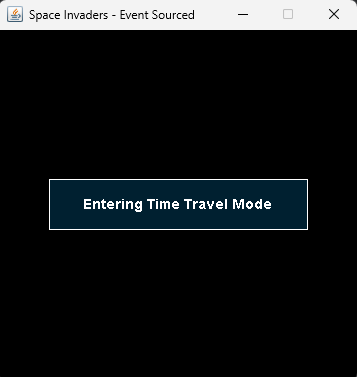 Space Invaders - Event Sourced
Entering Time Travel Mode